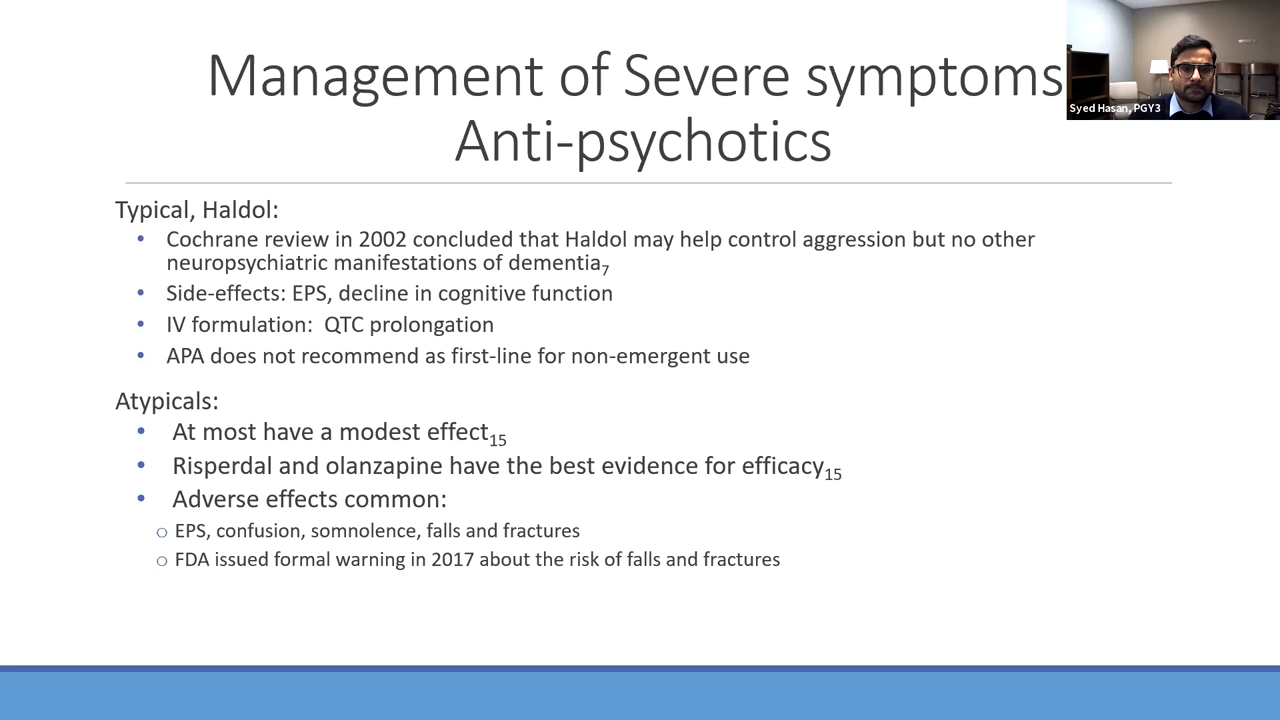 Management of Severe symptoms
Anti-psychotics
Syed Hasan, PGY3
Typical, Haldol:
• Cochrane review in 2002 concluded that Haldol may help control aggression but no other
neuropsychiatric manifestations of dementia7
• Side-effects: EPS, decline in cognitive function
• IV formulation: QTC prolongation
• APA does not recommend as first-line for non-emergent use
Atypicals:
• At most have a modest effect15
• Risperdal and olanzapine have the best evidence for efficacy15
• Adverse effects common:
○ EPS, confusion, somnolence, falls and fractures
○ FDA issued formal warning in 2017 about the risk of falls and fractures